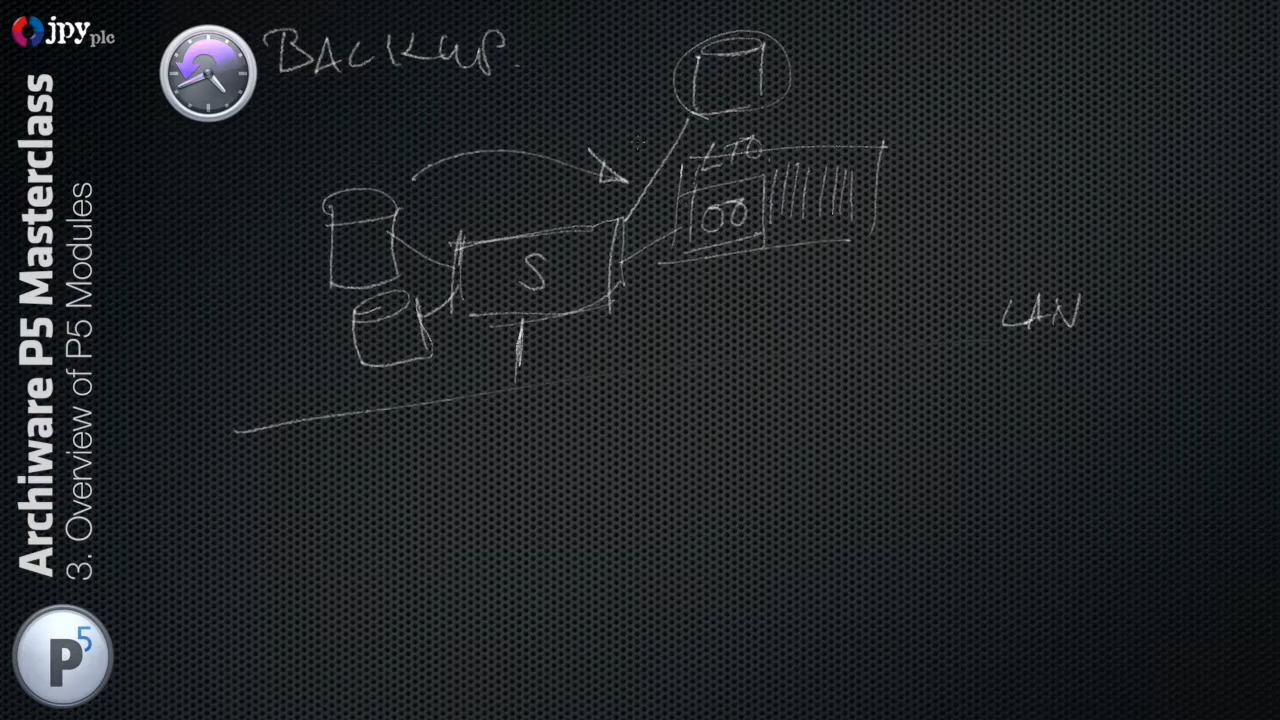 jpy plc
BACKUP.
LTO
S
LAN
Archiware P5 Masterclass
3. Overview of P5 Modules
P5